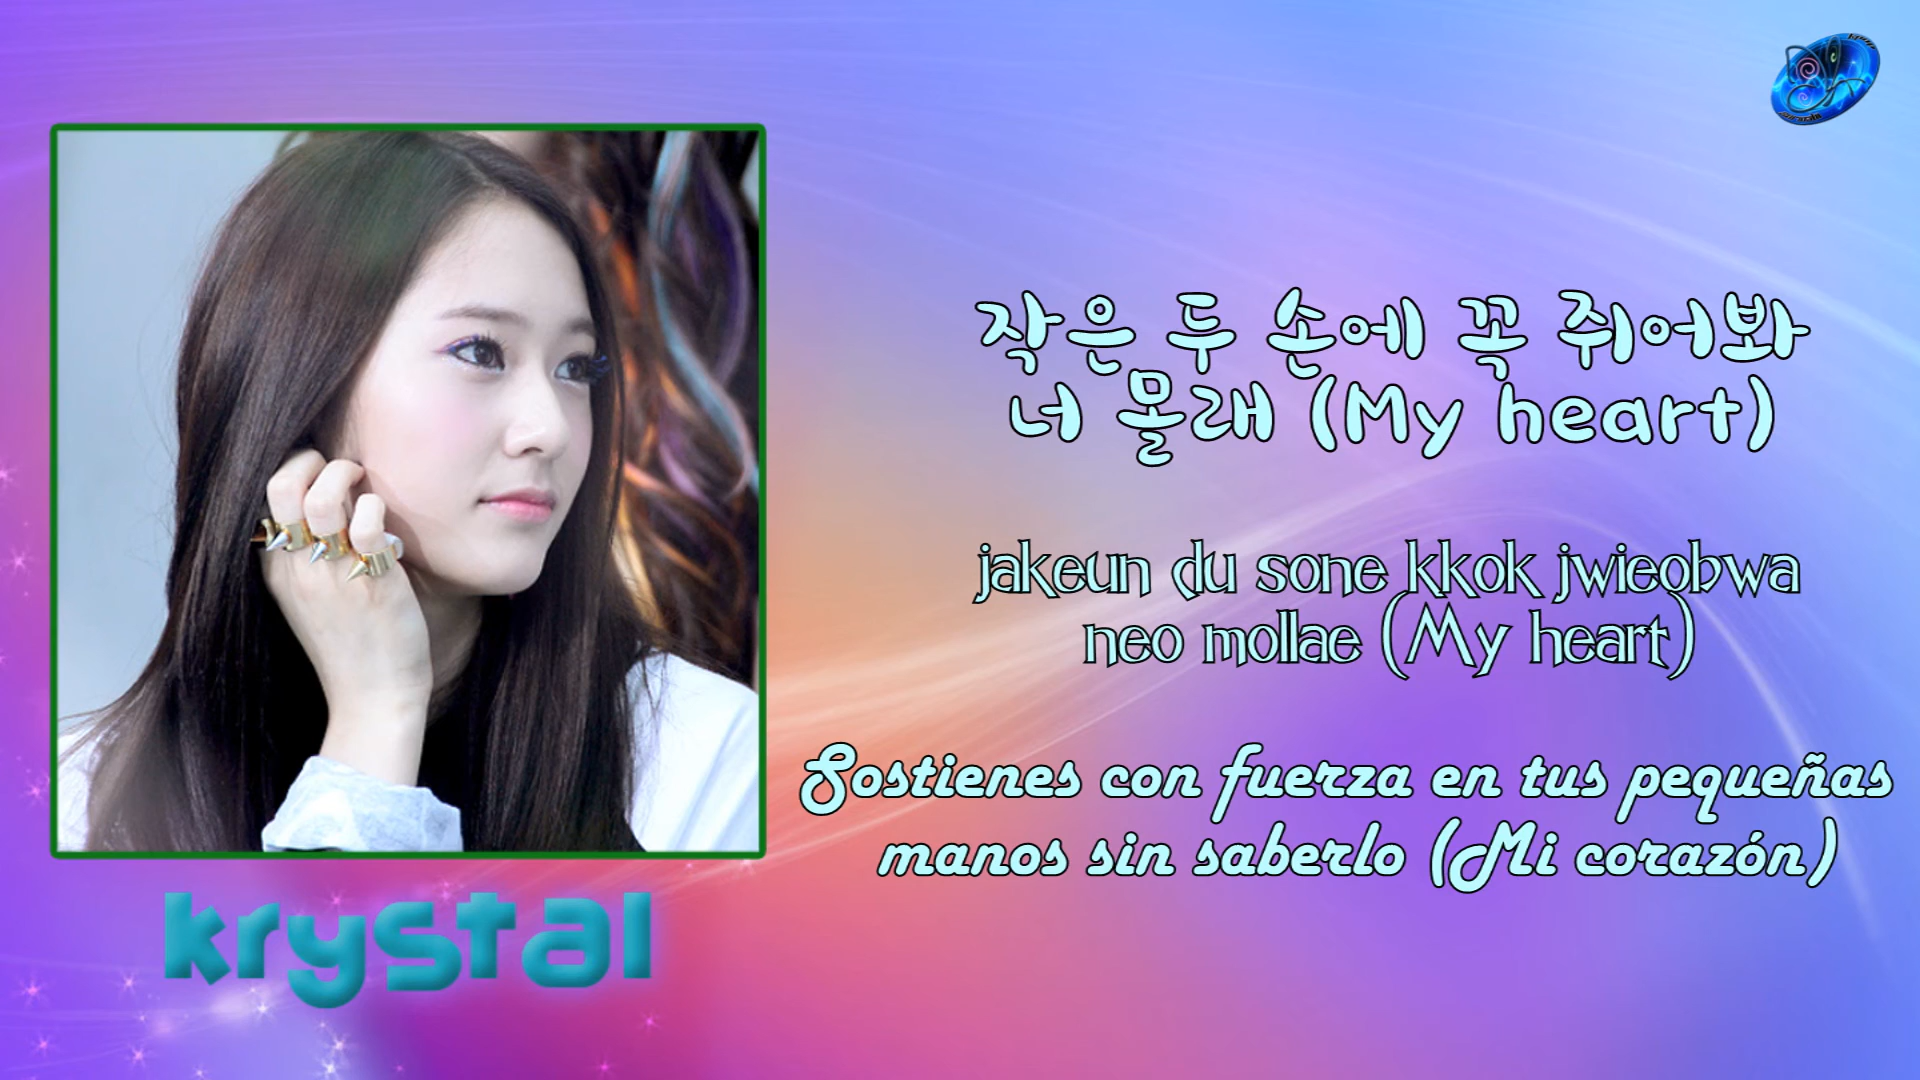 작은 두 손에 꼭 쥐어봐
너 몰래 (My heart)
jakeun du sone kkok jwieobwa
neo mollae (My heart)
Sostienes con fuerza en tus pequeñas
manos sin saberlo (Mi corazón)
krystal